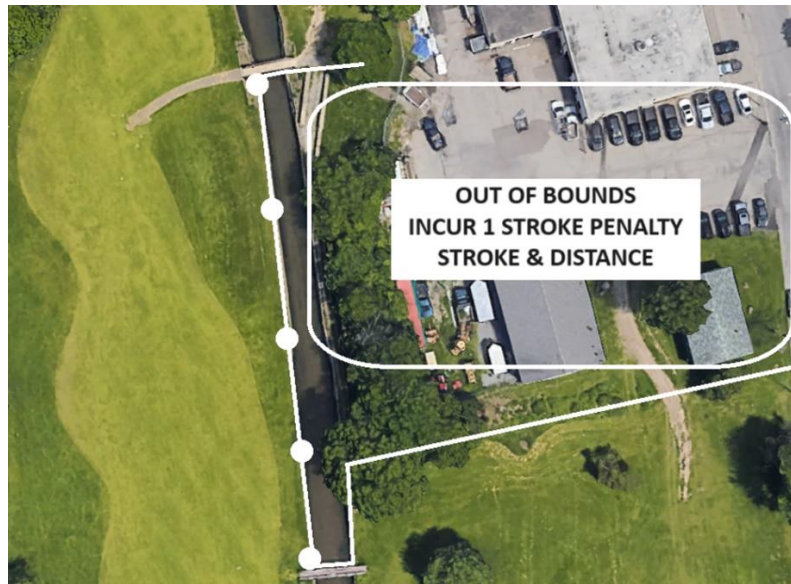 OUT OF BOUNDS
INCUR 1 STROKE PENALTY
STROKE & DISTANCE